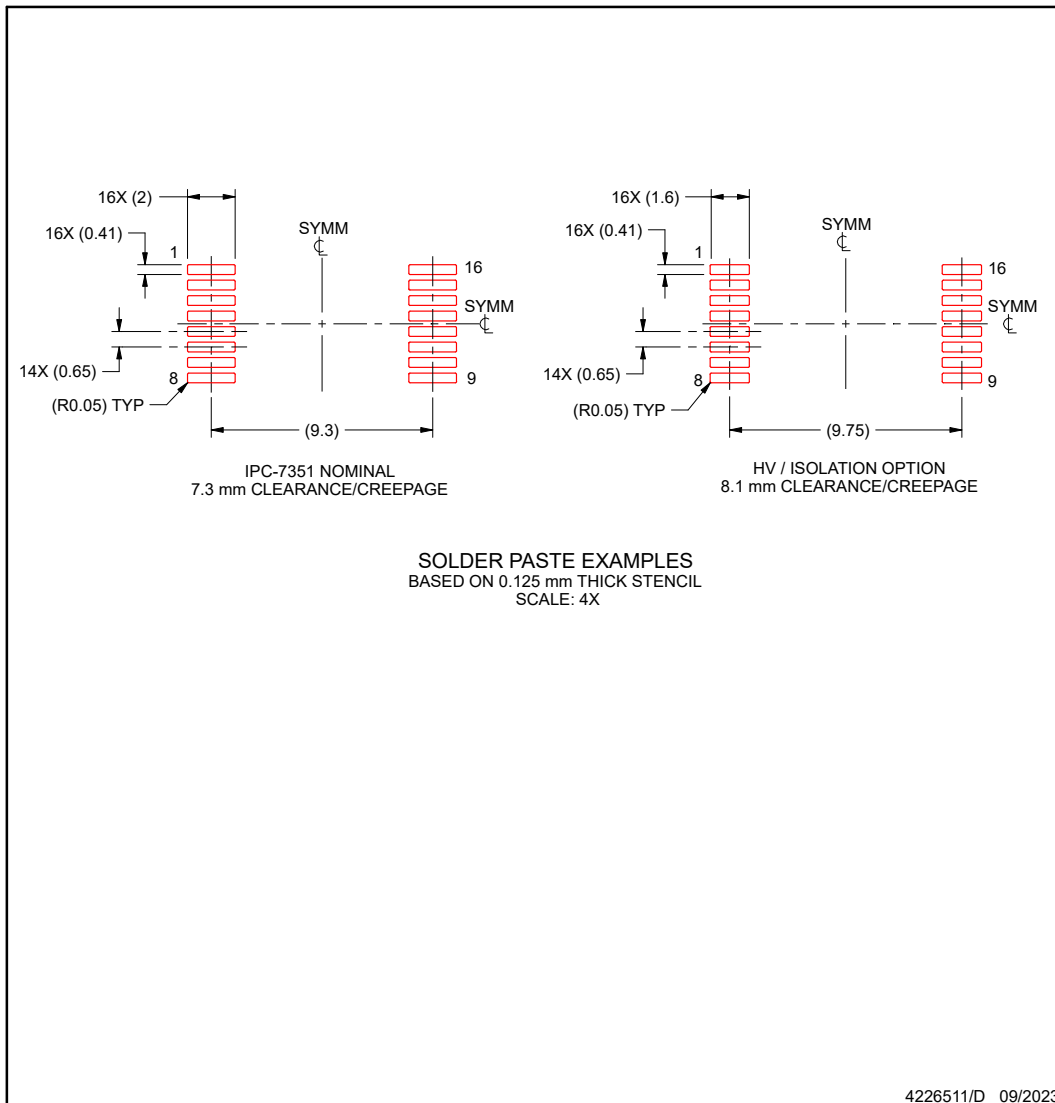 16X (2)
16X (0.41)
1
SYMM
℄
16
SYMM
℄
14X (0.65)
8
9
(R0.05) TYP
(9.3)
IPC-7351 NOMINAL
7.3 mm CLEARANCE/CREEPAGE
16X (1.6)
16X (0.41)
1
SYMM
℄
16
SYMM
℄
14X (0.65)
8
9
(R0.05) TYP
(9.75)
HV / ISOLATION OPTION
8.1 mm CLEARANCE/CREEPAGE
SOLDER PASTE EXAMPLES
BASED ON 0.125 mm THICK STENCIL
SCALE: 4X
4226511/D 09/2023